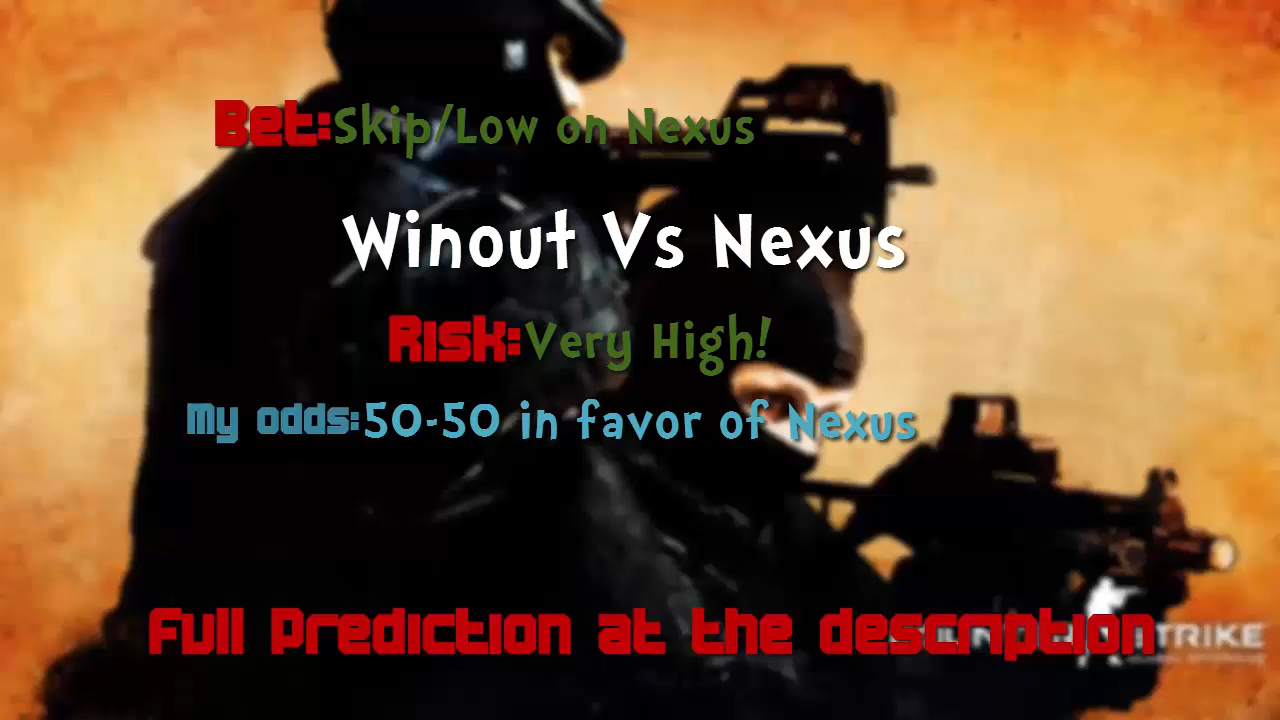 Bet:Skip/Low on Nexus
Winout Vs Nexus
Risk:Very High!
My odds:50-50 in favor of Nexus
Full Prediction at the description
STRIKE